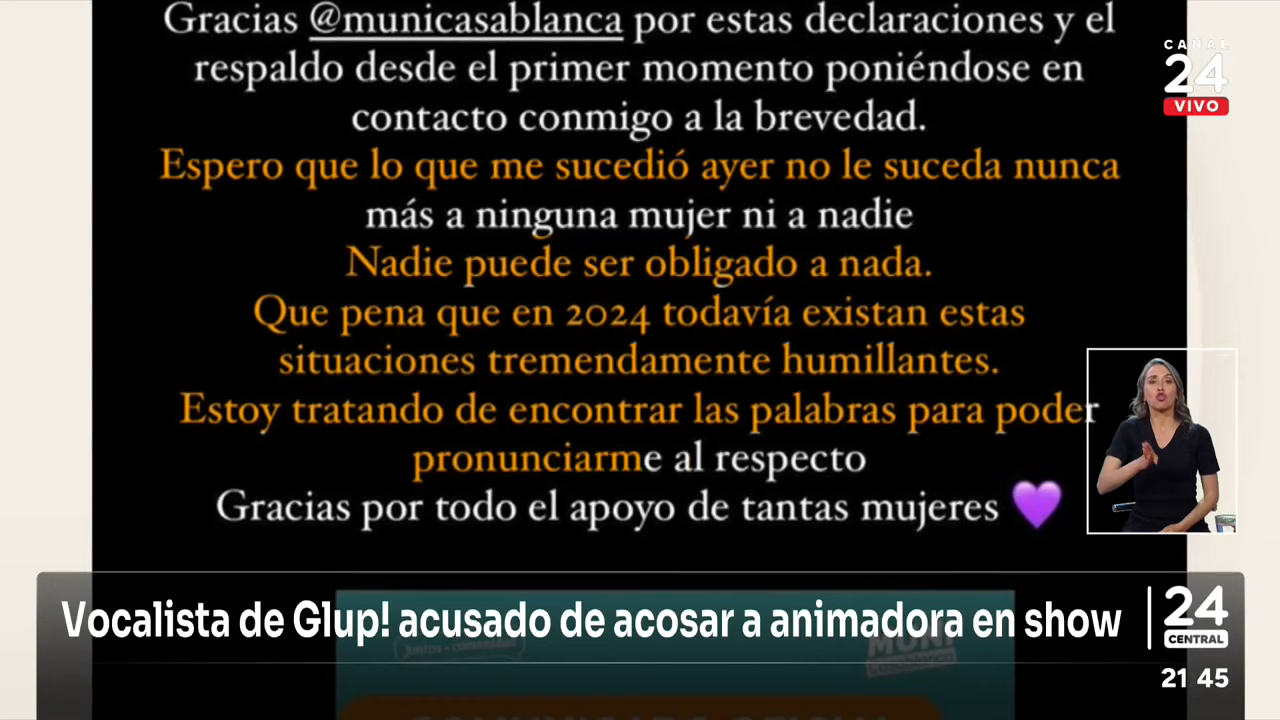 Gracias @municasablanca por estas declaraciones y el
respaldo desde el primer momento poniéndose en
contacto conmigo a la brevedad.
Espero que lo que me sucedió ayer no le suceda nunca
más a ninguna mujer ni a nadie
Nadie puede ser obligado a nada.
Que pena que en 2024 todavía existan estas
situaciones tremendamente humillantes.
Estoy tratando de encontrar las palabras para poder
pronunciarme al respecto
Gracias por todo el apoyo de tantas mujeres 💜
CANAL
24
VIVO
Vocalista de Glup! acusado de acosar a animadora en show
24
CENTRAL
21 45
MUNI
Casablanca